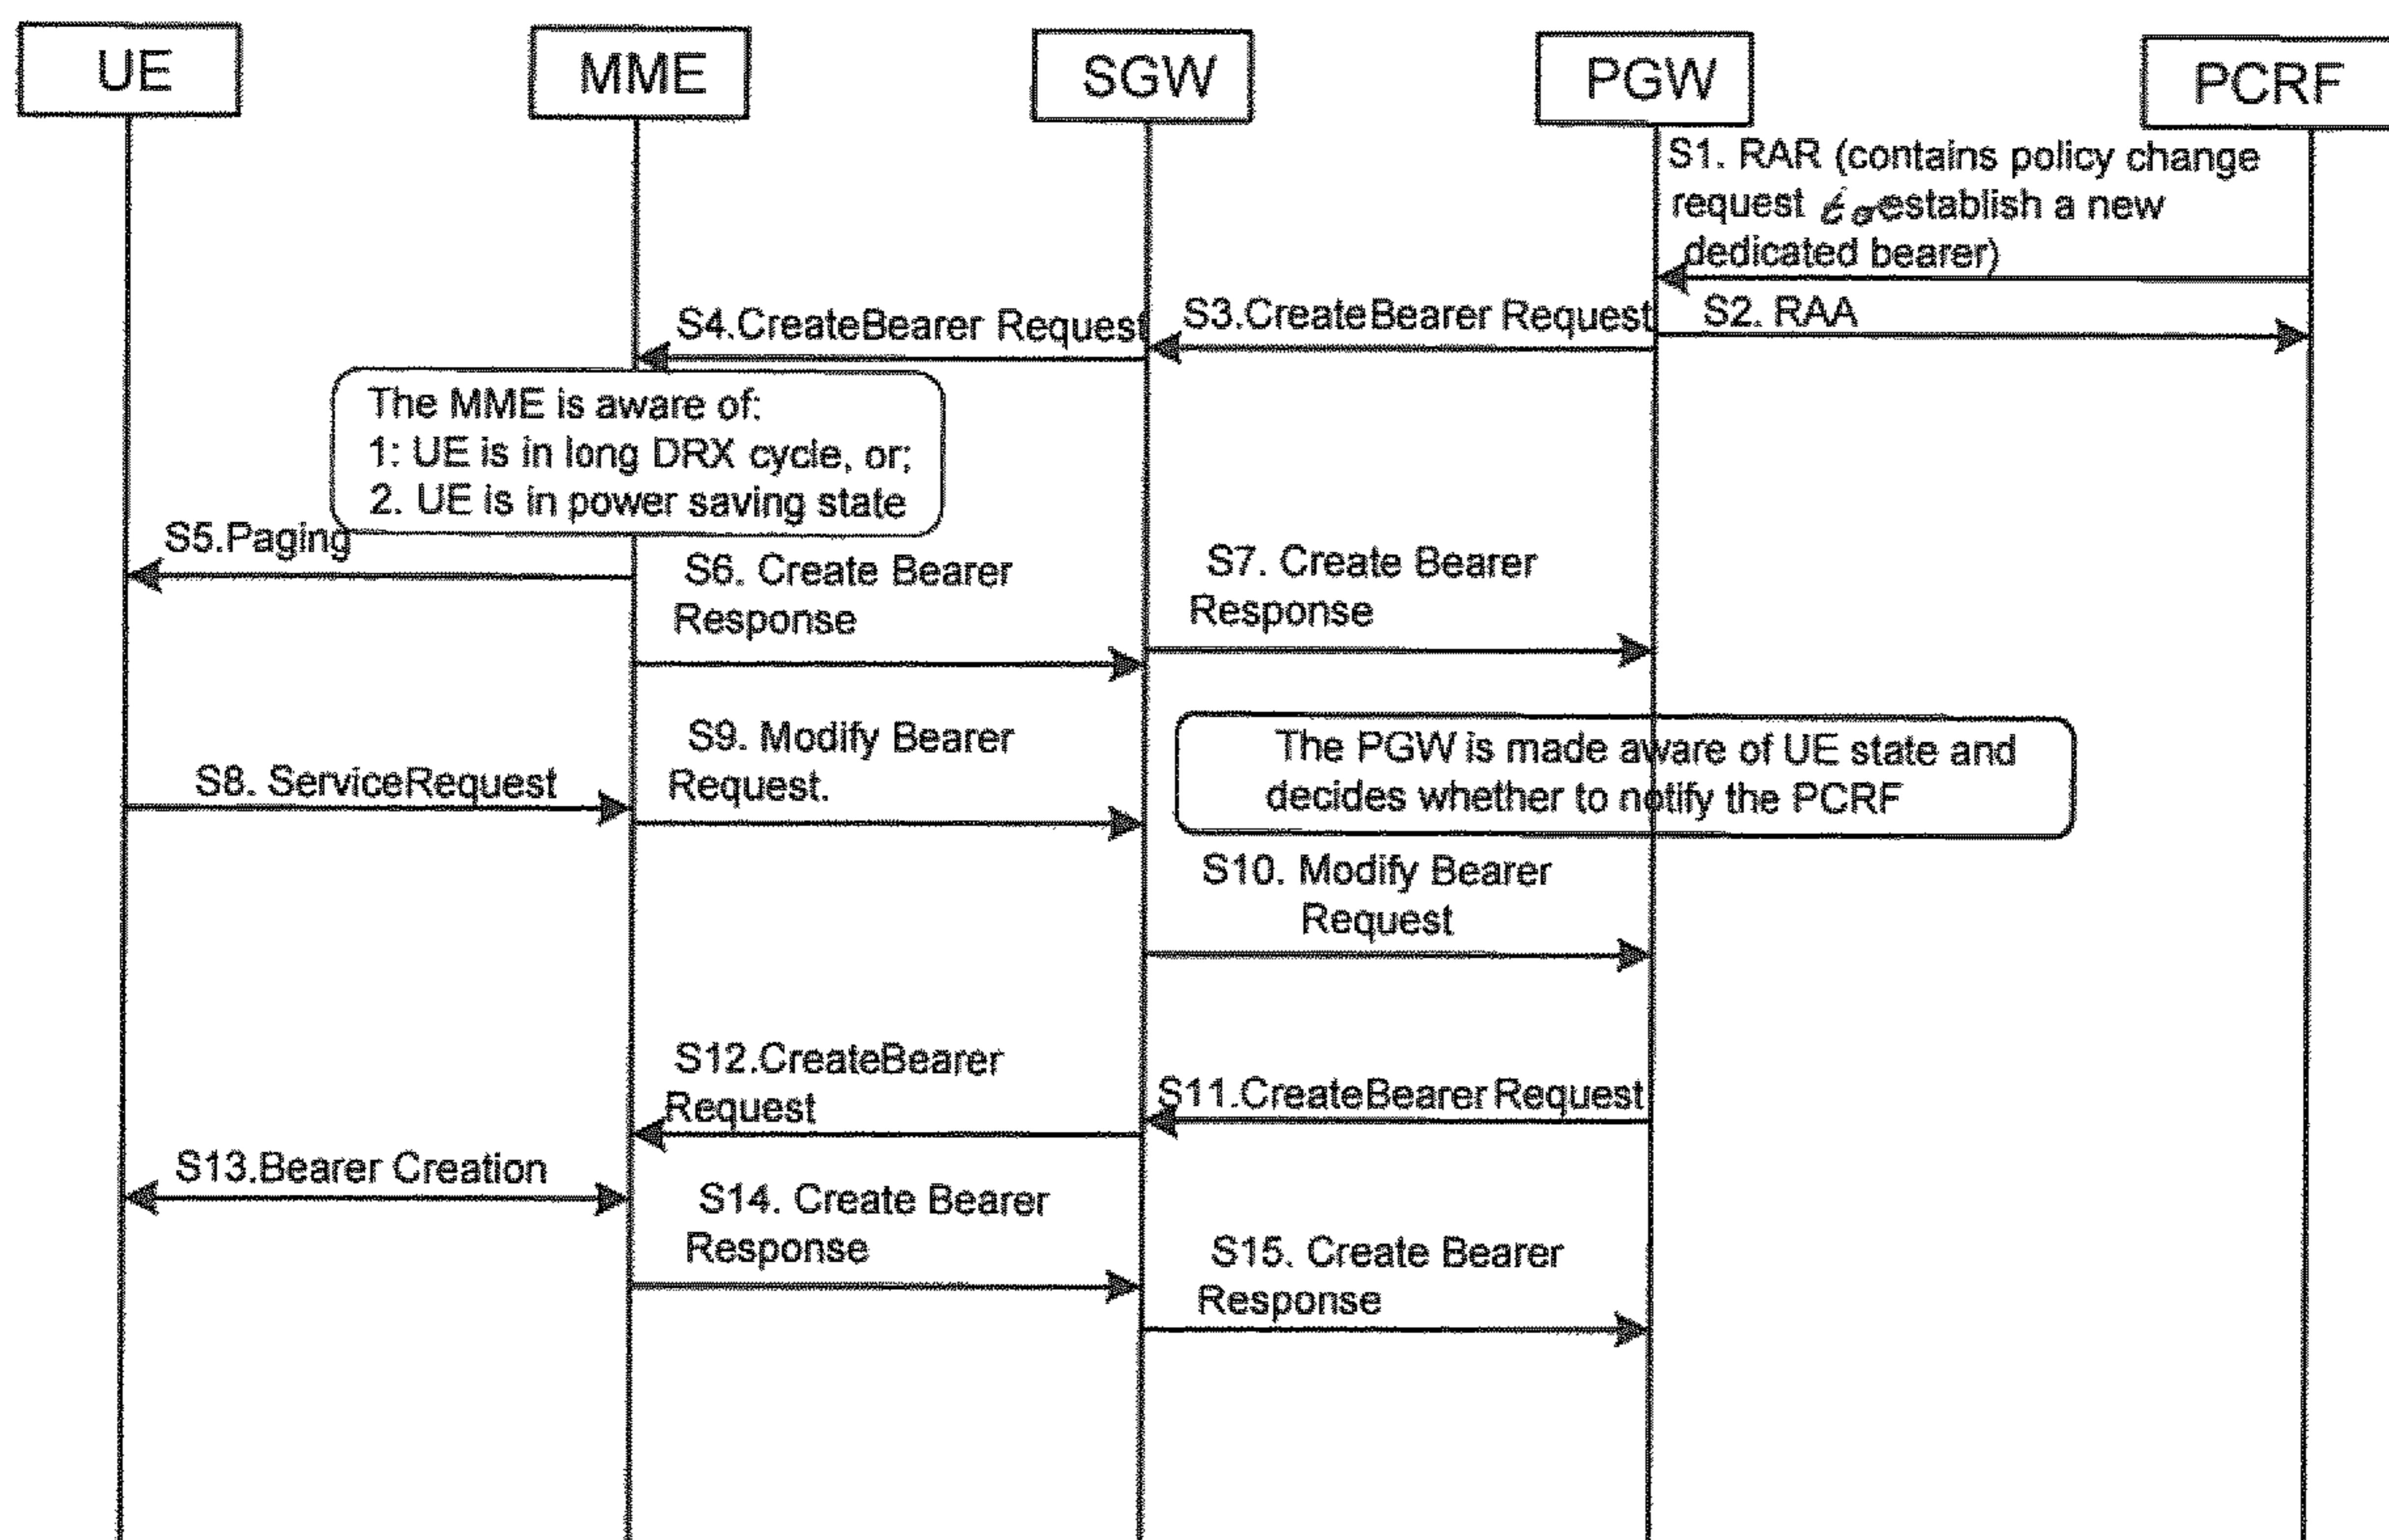 UE
MME
SGW
PGW
PCRF
S1. RAR (contains policy change
request to establish a new
dedicated bearer)
S2. RAA
S3.CreateBearer Request
S4.CreateBearer Request
The MME is aware of:
1: UE is in long DRX cycle, or;
2. UE is in power saving state
S5.Paging
S6. Create Bearer
Response
S7. Create Bearer
Response
S8. ServiceRequest
S9. Modify Bearer
Request.
The PGW is made aware of UE state and
decides whether to notify the PCRF
S10. Modify Bearer
Request
S11.CreateBearer Request
S12.CreateBearer
Request
S13.Bearer Creation
S14. Create Bearer
Response
S15. Create Bearer
Response